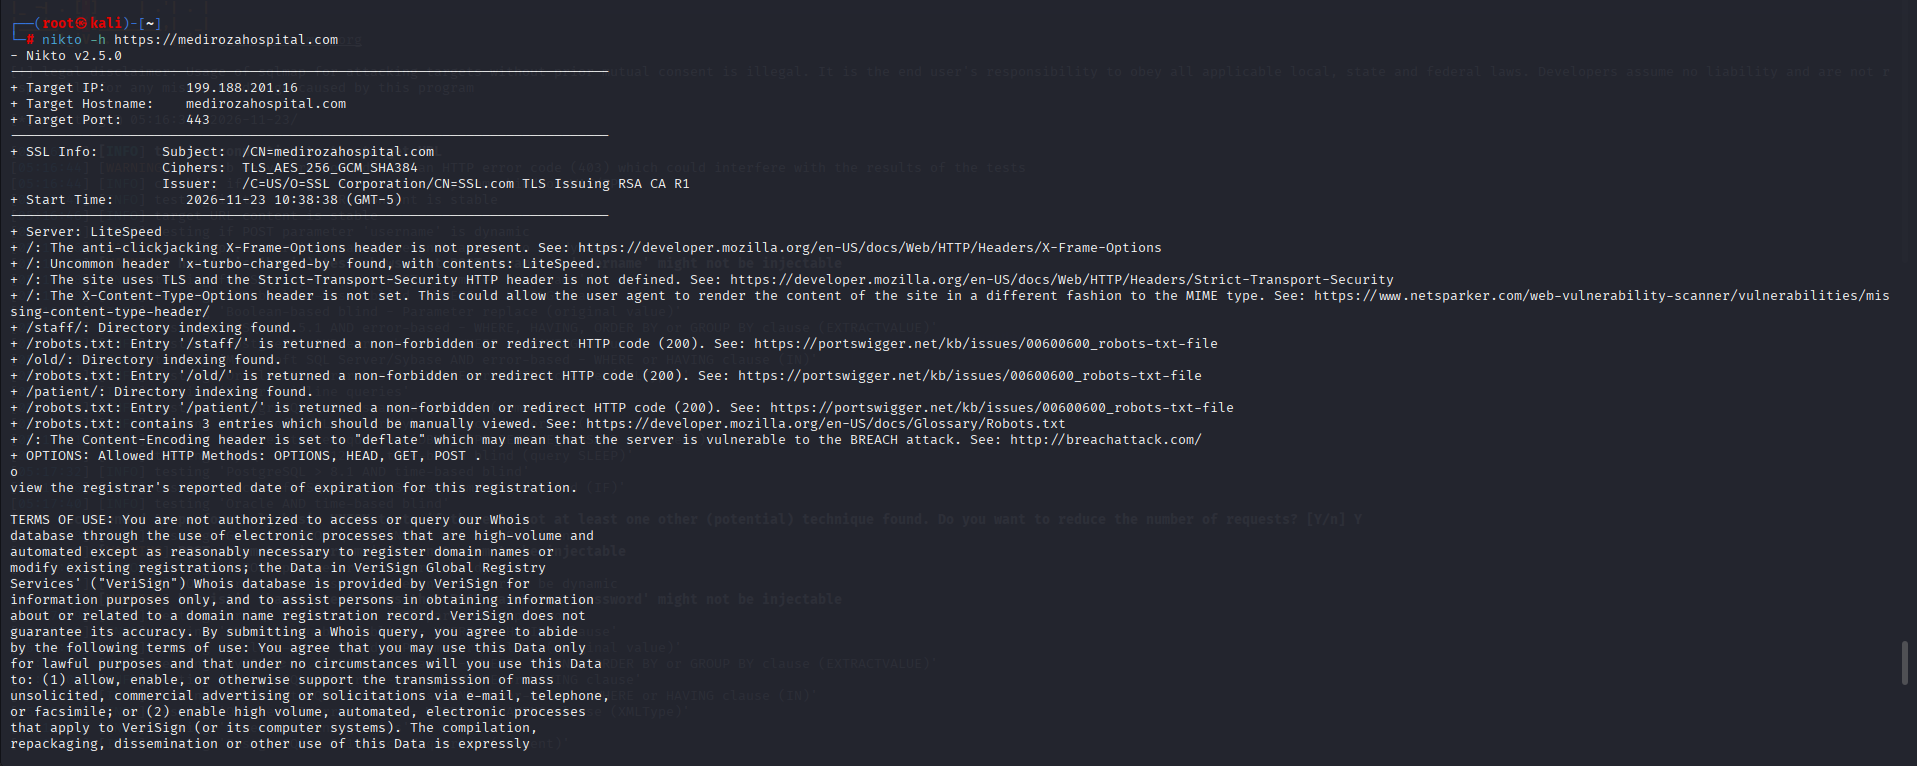 ┌──(root㉿kali)-[~]
└─# nikto -h https://medirozahospital.com
- Nikto v2.5.0
---------------------------------------------------------------------------
+ Target IP:          199.188.201.16
+ Target Hostname:    medirozahospital.com
+ Target Port:        443
---------------------------------------------------------------------------
+ SSL Info:        Subject:  /CN=medirozahospital.com
                   Ciphers:  TLS_AES_256_GCM_SHA384
                   Issuer:   /C=US/O=SSL Corporation/CN=SSL.com TLS Issuing RSA CA R1
+ Start Time:         2026-11-23 10:38:38 (GMT-5)
---------------------------------------------------------------------------
+ Server: LiteSpeed
+ /: The anti-clickjacking X-Frame-Options header is not present. See: https://developer.mozilla.org/en-US/docs/Web/HTTP/Headers/X-Frame-Options
+ /: Uncommon header 'x-turbo-charged-by' found, with contents: LiteSpeed.
+ /: The site uses TLS and the Strict-Transport-Security HTTP header is not defined. See: https://developer.mozilla.org/en-US/docs/Web/HTTP/Headers/Strict-Transport-Security
+ /: The X-Content-Type-Options header is not set. This could allow the user agent to render the content of the site in a different fashion to the MIME type. See: https://www.netsparker.com/web-vulnerability-scanner/vulnerabilities/mis
sing-content-type-header/
+ /staff/: Directory indexing found.
+ /robots.txt: Entry '/staff/' is returned a non-forbidden or redirect HTTP code (200). See: https://portswigger.net/kb/issues/00600600_robots-txt-file
+ /old/: Directory indexing found.
+ /robots.txt: Entry '/old/' is returned a non-forbidden or redirect HTTP code (200). See: https://portswigger.net/kb/issues/00600600_robots-txt-file
+ /patient/: Directory indexing found.
+ /robots.txt: Entry '/patient/' is returned a non-forbidden or redirect HTTP code (200). See: https://portswigger.net/kb/issues/00600600_robots-txt-file
+ /robots.txt: contains 3 entries which should be manually viewed. See: https://developer.mozilla.org/en-US/docs/Glossary/Robots.txt
+ /: The Content-Encoding header is set to "deflate" which may mean that the server is vulnerable to the BREACH attack. See: http://breachattack.com/
+ OPTIONS: Allowed HTTP Methods: OPTIONS, HEAD, GET, POST .
o
view the registrar's reported date of expiration for this registration.

TERMS OF USE: You are not authorized to access or query our Whois
database through the use of electronic processes that are high-volume and
automated except as reasonably necessary to register domain names or
modify existing registrations; the Data in VeriSign Global Registry
Services' ("VeriSign") Whois database is provided by VeriSign for
information purposes only, and to assist persons in obtaining information
about or related to a domain name registration record. VeriSign does not
guarantee its accuracy. By submitting a Whois query, you agree to abide
by the following terms of use: You agree that you may use this Data only
for lawful purposes and that under no circumstances will you use this Data
to: (1) allow, enable, or otherwise support the transmission of mass
unsolicited, commercial advertising or solicitations via e-mail, telephone,
or facsimile; or (2) enable high volume, automated, electronic processes
that apply to VeriSign (or its computer systems). The compilation,
repackaging, dissemination or other use of this Data is expressly